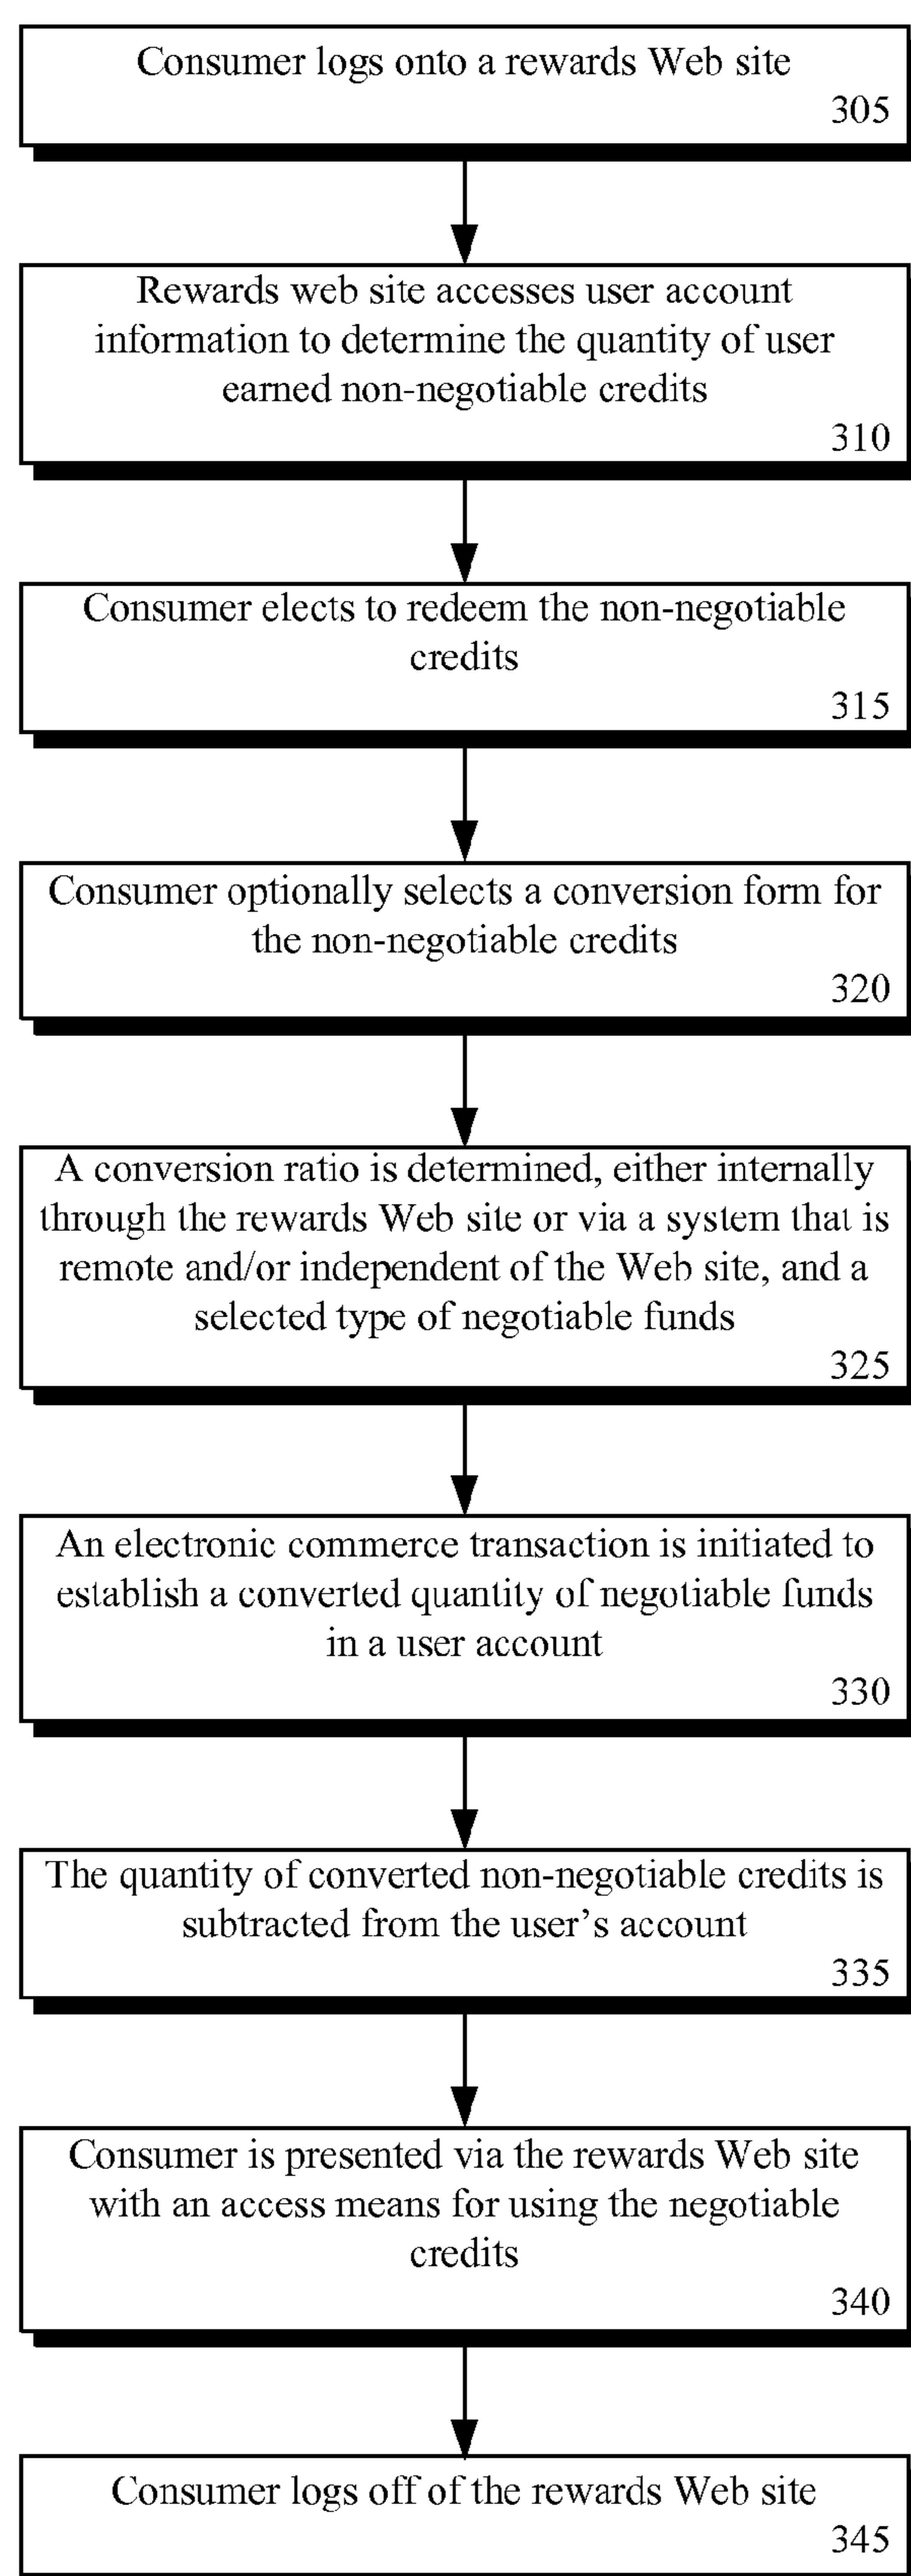 Consumer logs onto a rewards Web site
305
Rewards web site accesses user account
information to determine the quantity of user
earned non-negotiable credits
310
Consumer elects to redeem the non-negotiable
credits
315
Consumer optionally selects a conversion form for
the non-negotiable credits
320
A conversion ratio is determined, either internally
through the rewards Web site or via a system that is
remote and/or independent of the Web site, and a
selected type of negotiable funds
325
An electronic commerce transaction is initiated to
establish a converted quantity of negotiable funds
in a user account
330
The quantity of converted non-negotiable credits is
subtracted from the user’s account
335
Consumer is presented via the rewards Web site
with an access means for using the negotiable
credits
340
Consumer logs off of the rewards Web site
345